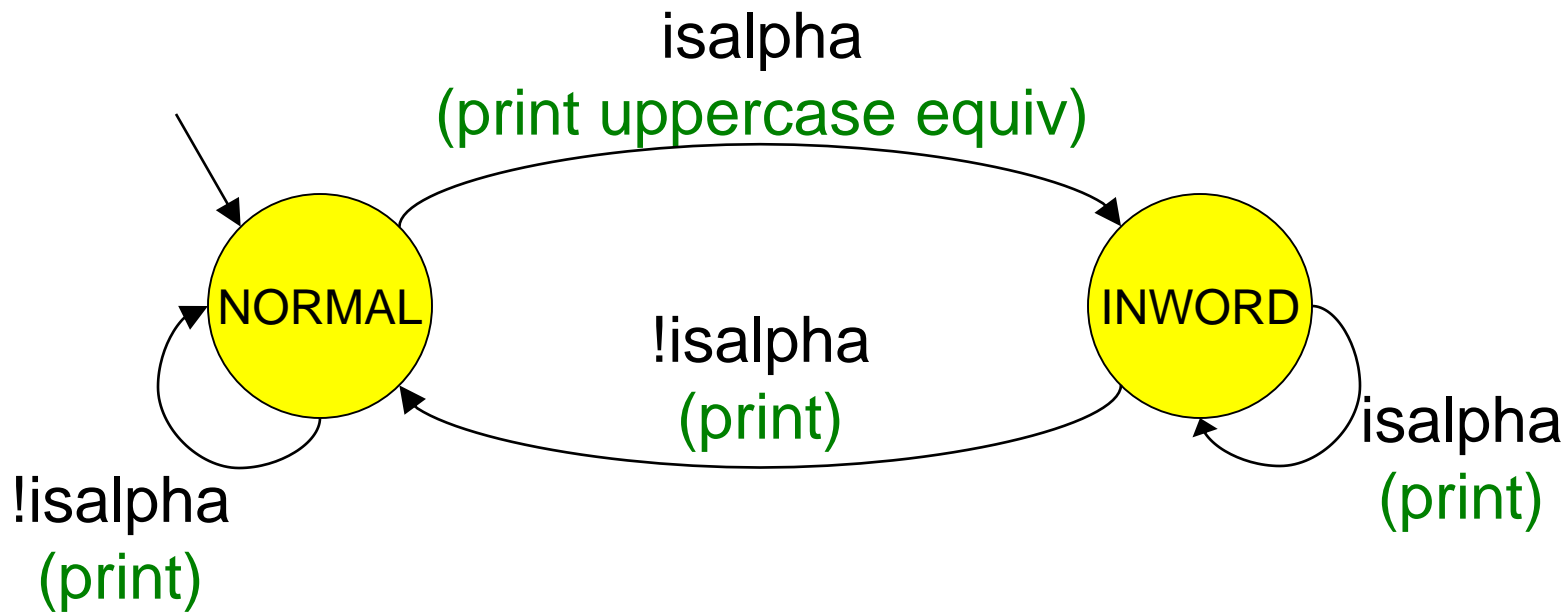 isalpha
(print uppercase equiv)
NORMAL
INWORD
!isalpha
(print)
isalpha
(print)
!isalpha
(print)